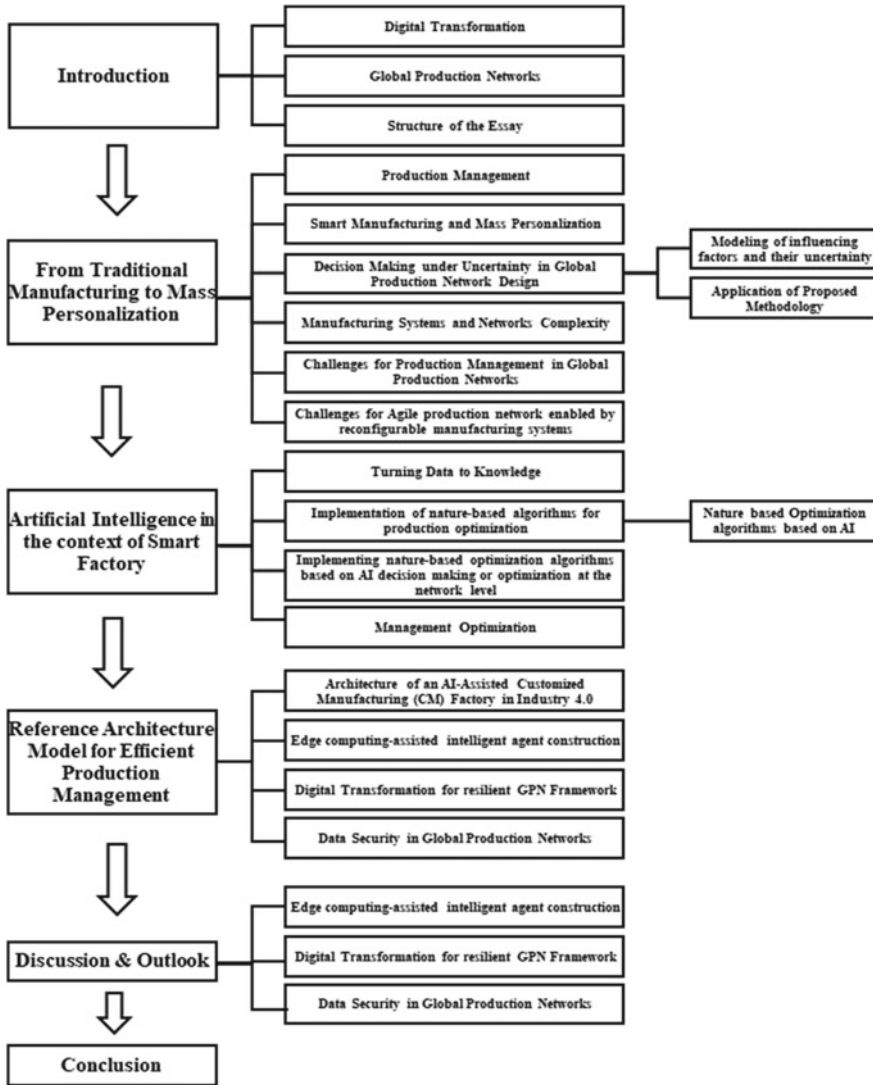 Introduction
Digital Transformation
Global Production Networks
Structure of the Essay
From Traditional
Manufacturing to Mass
Personalization
Production Management
Smart Manufacturing and Mass Personalization
Decision Making under Uncertainty in Global
Production Network Design
Modeling of influencing
factors and their uncertainty
Application of Proposed
Methodology
Manufacturing Systems and Networks Complexity
Challenges for Production Management in Global
Production Networks
Challenges for Agile production network enabled by
reconfigurable manufacturing systems
Artificial Intelligence in
the context of Smart
Factory
Turning Data to Knowledge
Implementation of nature-based algorithms for
production optimization
Nature based Optimization
algorithms based on AI
Implementing nature-based optimization algorithms
based on AI decision making or optimization at the
network level
Management Optimization
Reference Architecture
Model for Efficient
Production
Management
Architecture of an AI-Assisted Customized
Manufacturing (CM) Factory in Industry 4.0
Edge computing-assisted intelligent agent construction
Digital Transformation for resilient GPN Framework
Data Security in Global Production Networks
Discussion & Outlook
Edge computing-assisted intelligent agent construction
Digital Transformation for resilient GPN Framework
Data Security in Global Production Networks
Conclusion